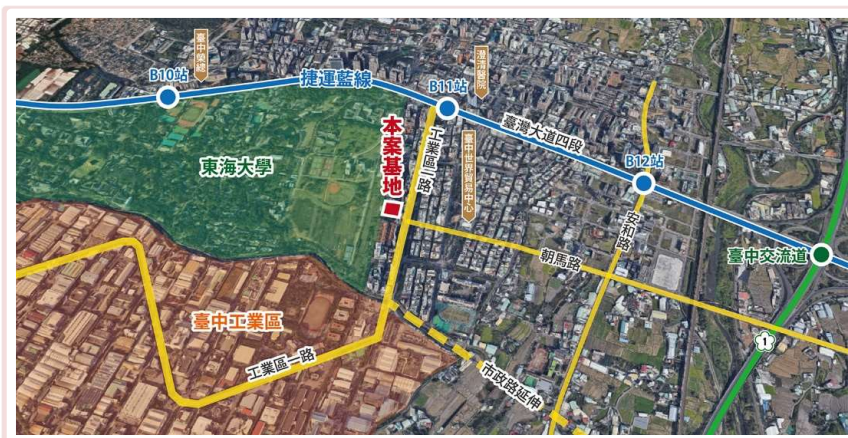 臺中榮總
澄清醫院
B10站
捷運藍線
B11站
臺灣大道四段
本案基地
工業區一路
臺中世界貿易中心
東海大學
B12站
安和路
朝馬路
臺中交流道
臺中工業區
工業區一路
市政路延伸
1